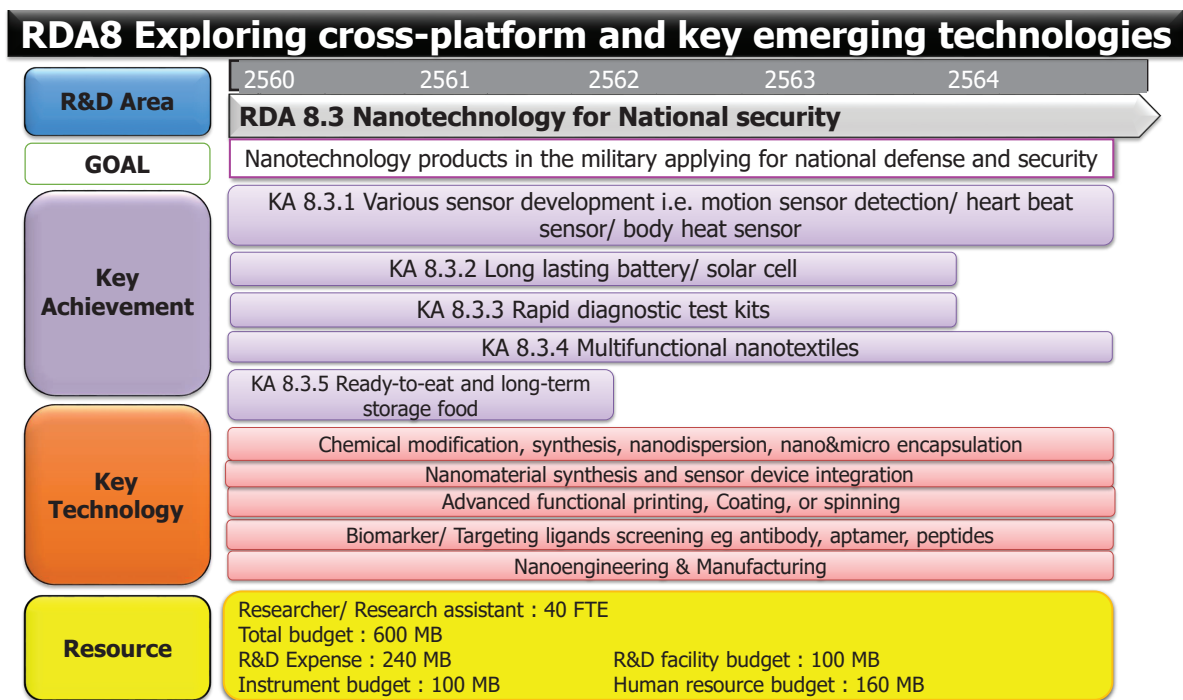 RDA8 Exploring cross-platform and key emerging technologies
R&D Area
2560 2561 2562 2563 2564
RDA 8.3 Nanotechnology for National security
GOAL
Nanotechnology products in the military applying for national defense and security
Key
Achievement
KA 8.3.1 Various sensor development i.e. motion sensor detection/ heart beat
sensor/ body heat sensor
KA 8.3.2 Long lasting battery/ solar cell
KA 8.3.3 Rapid diagnostic test kits
KA 8.3.4 Multifunctional nanotextiles
KA 8.3.5 Ready-to-eat and long-term
storage food
Key
Technology
Chemical modification, synthesis, nanodispersion, nano&micro encapsulation
Nanomaterial synthesis and sensor device integration
Advanced functional printing, Coating, or spinning
Biomarker/ Targeting ligands screening eg antibody, aptamer, peptides
Nanoengineering & Manufacturing
Resource
Researcher/ Research assistant : 40 FTE
Total budget : 600 MB
R&D Expense : 240 MB R&D facility budget : 100 MB
Instrument budget : 100 MB Human resource budget : 160 MB